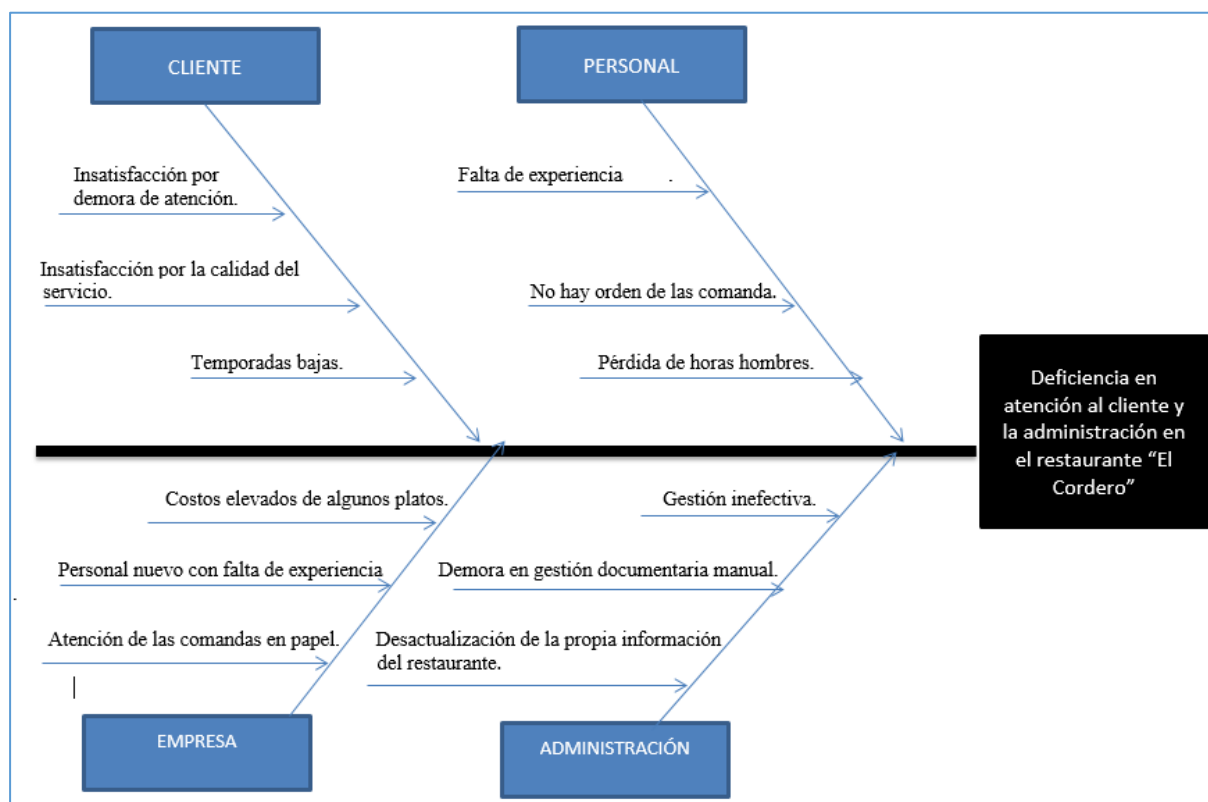 CLIENTE
PERSONAL
Insatisfacción por
demora de atención.
Falta de experiencia .
Insatisfacción por la calidad del
servicio.
No hay orden de las comanda.
Temporadas bajas.
Pérdida de horas hombres.
Deficiencia en
atención al cliente y
la administración en
el restaurante “El
Cordero”
Costos elevados de algunos platos.
Gestión inefectiva.
Personal nuevo con falta de experiencia
Demora en gestión documentaria manual.
Atención de las comandas en papel.
Desactualización de la propia información
del restaurante.
EMPRESA
ADMINISTRACIÓN